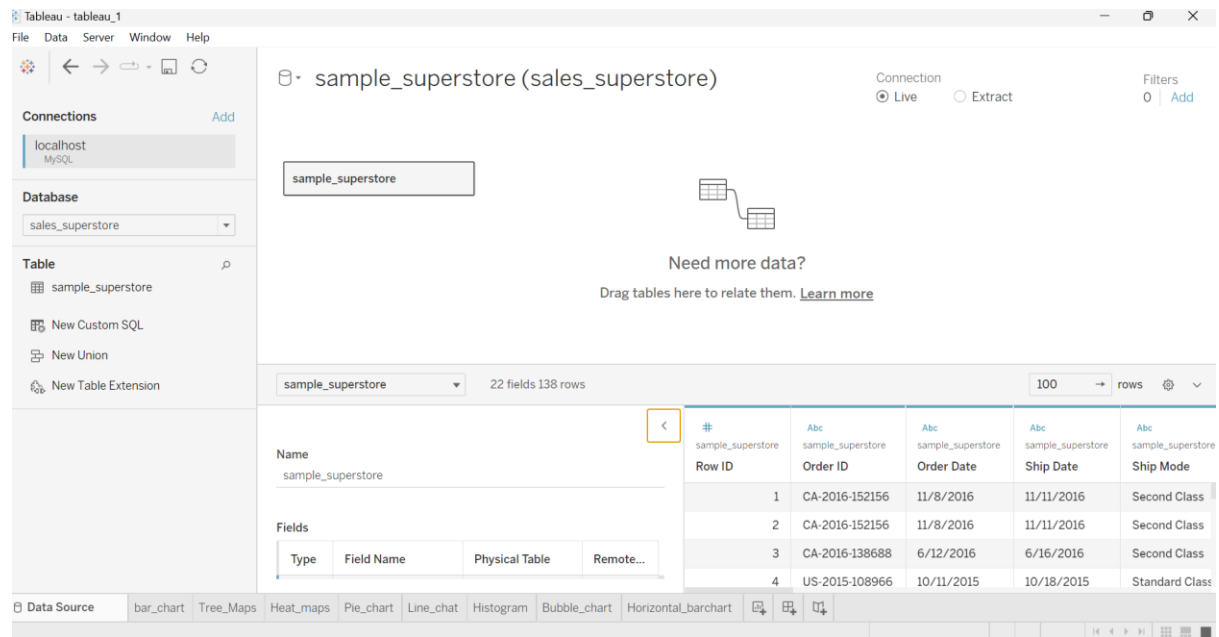 Tableau - tableau_1
File Data Server Window Help
Connections Add
localhost
MySQL
Database
sales_superstore
Table
sample_superstore
New Custom SQL
New Union
New Table Extension
sample_superstore (sales_superstore)
Connection
Live Extract
Filters
0 Add
sample_superstore
Need more data?
Drag tables here to relate them. Learn more
sample_superstore 22 fields 138 rows 100 → rows
Name
sample_superstore
Fields
Type Field Name Physical Table Remote...
# Abc Abc Abc Abc
sample_superstore sample_superstore sample_superstore sample_superstore sample_superstore
Row ID Order ID Order Date Ship Date Ship Mode
1 CA-2016-152156 11/8/2016 11/11/2016 Second Class
2 CA-2016-152156 11/8/2016 11/11/2016 Second Class
3 CA-2016-138688 6/12/2016 6/16/2016 Second Class
4 US-2015-108966 10/11/2015 10/18/2015 Standard Class
Data Source bar_chart Tree_Maps Heat_maps Pie_chart Line_chat Histogram Bubble_chart Horizontal_barchart